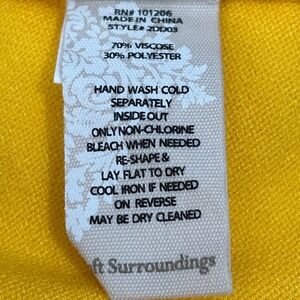 RN# 101206
MADE IN CHINA
STYLE# 2DD03
70% VISCOSE
30% POLYESTER
HAND WASH COLD
SEPARATELY
INSIDE OUT
ONLY NON-CHLORINE
BLEACH WHEN NEEDED
RE-SHAPE &
LAY FLAT TO DRY
COOL IRON IF NEEDED
ON REVERSE
MAY BE DRY CLEANED
ft Surroundings